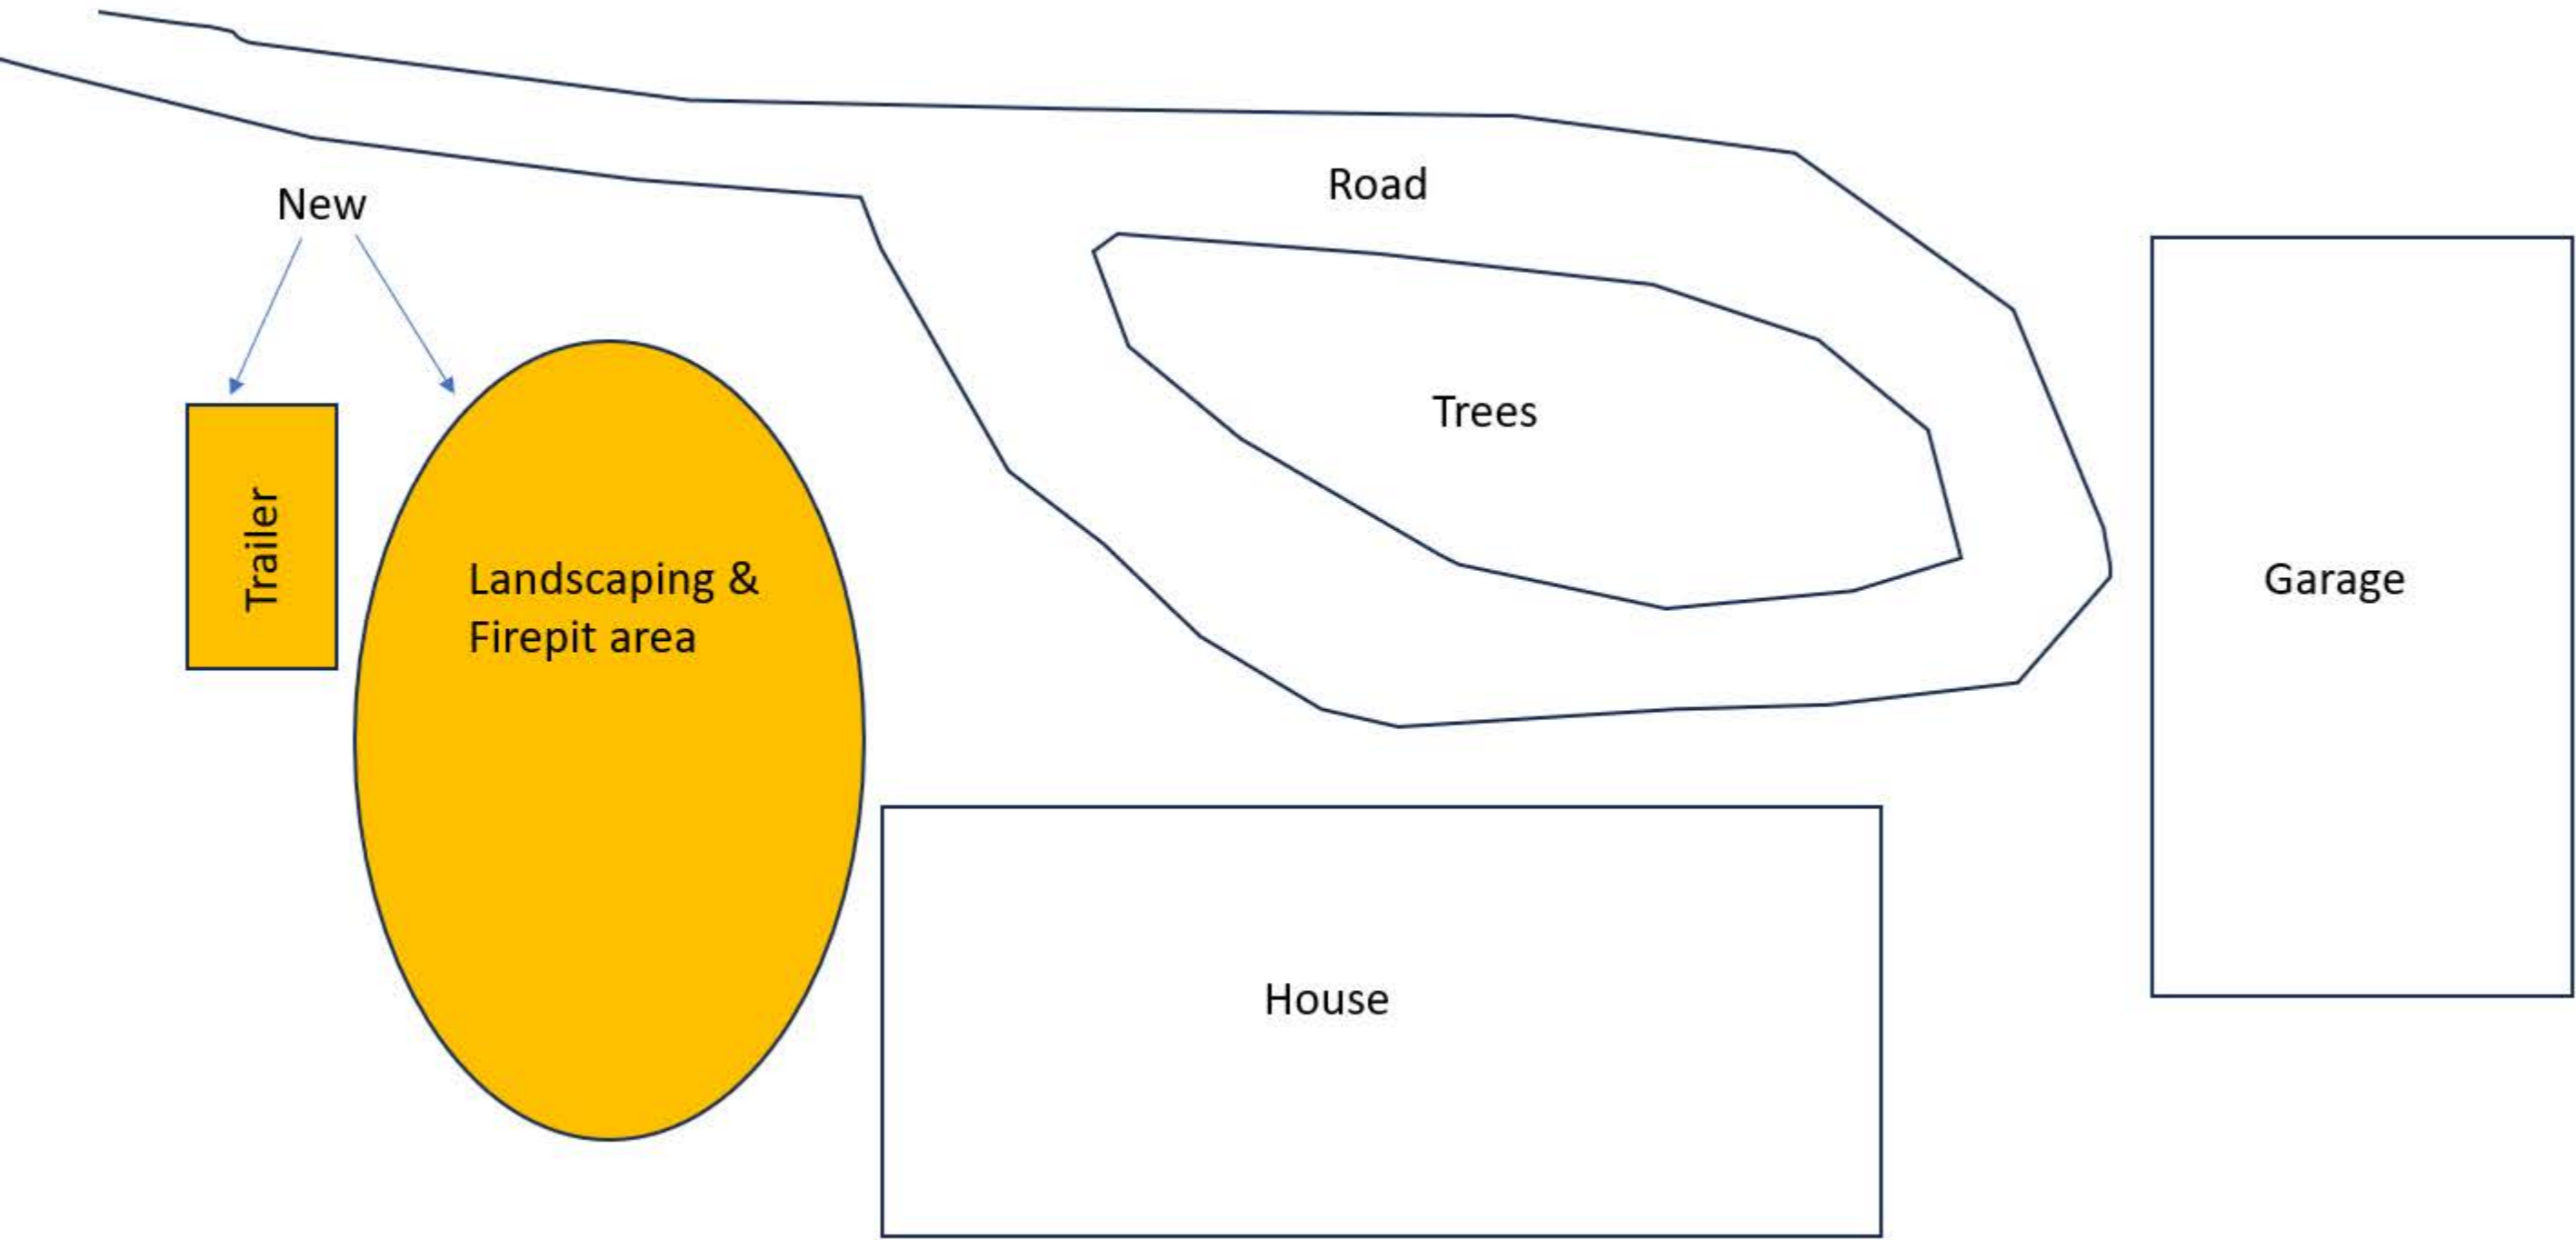 Road
New
Trees
Trailer
Landscaping &
Firepit area
Garage
House